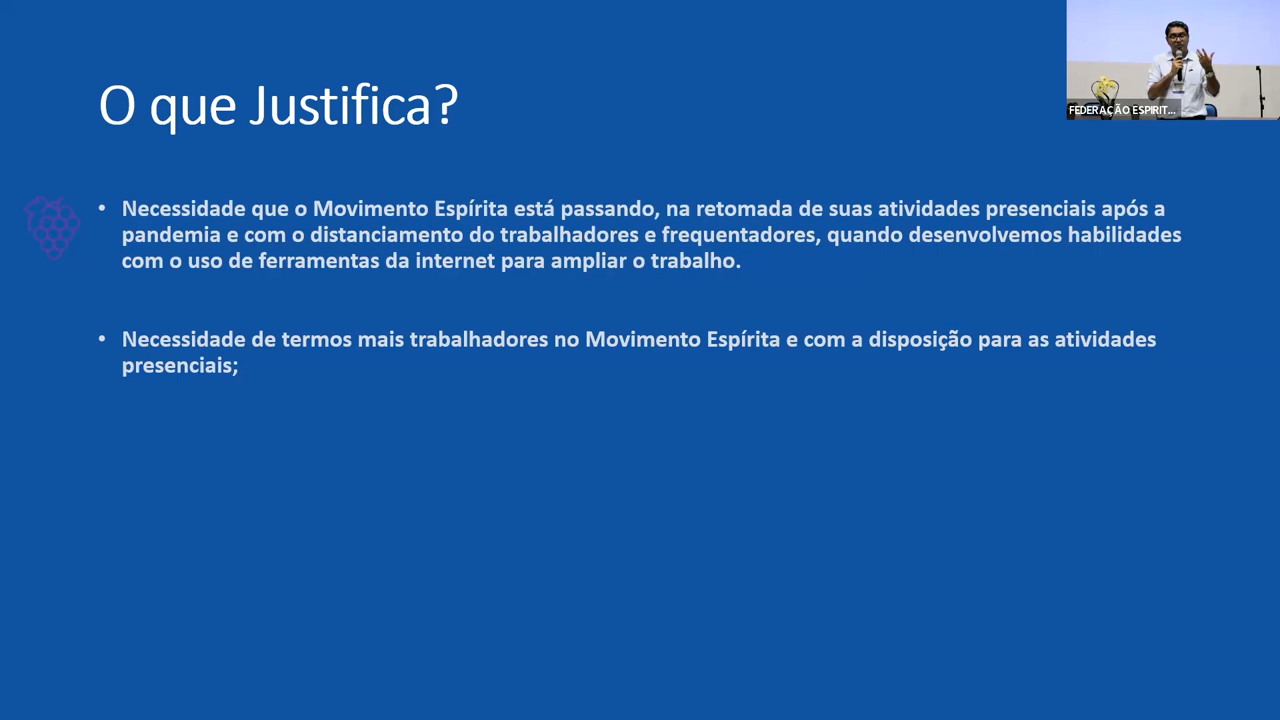 O que Justifica?
FEDERAÇÃO ESPIRIT...
• Necessidade que o Movimento Espírita está passando, na retomada de suas atividades presenciais após a
pandemia e com o distanciamento do trabalhadores e frequentadores, quando desenvolvemos habilidades
com o uso de ferramentas da internet para ampliar o trabalho.
• Necessidade de termos mais trabalhadores no Movimento Espírita e com a disposição para as atividades
presenciais;